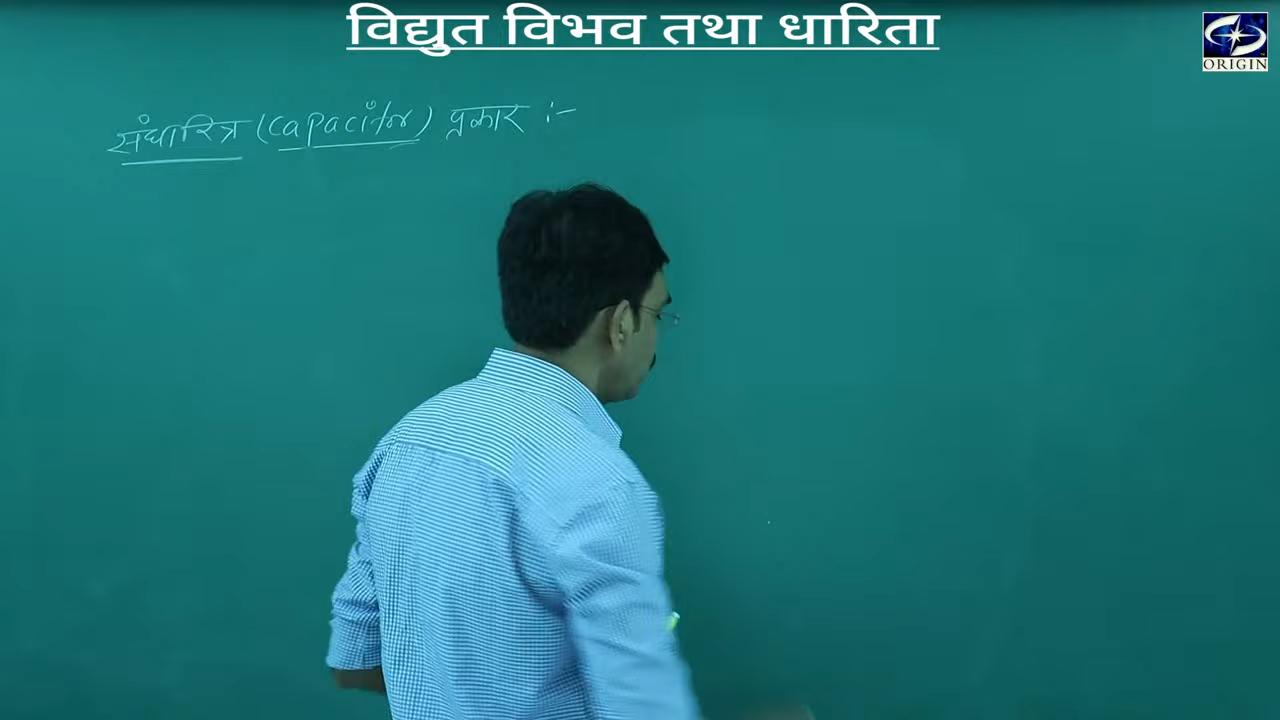 विद्युत विभव तथा धारिता
ORIGIN
संधारित्र (capacitor) प्रकार :-